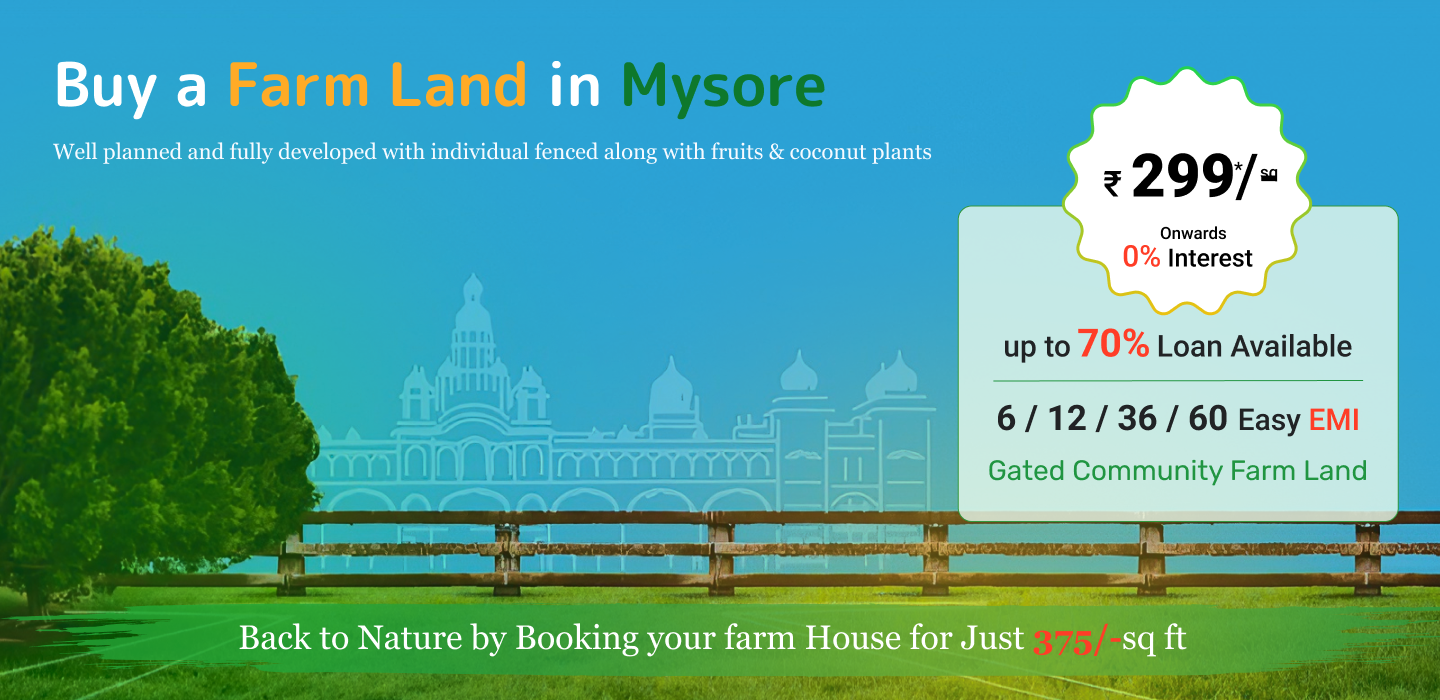 Buy a Farm Land in Mysore
Well planned and fully developed with individual fenced along with fruits & coconut plants
₹ 299*/ sq
Onwards
0% Interest
up to 70% Loan Available
6 / 12 / 36 / 60 Easy EMI
Gated Community Farm Land
Back to Nature by Booking your farm House for Just 375/-sq ft